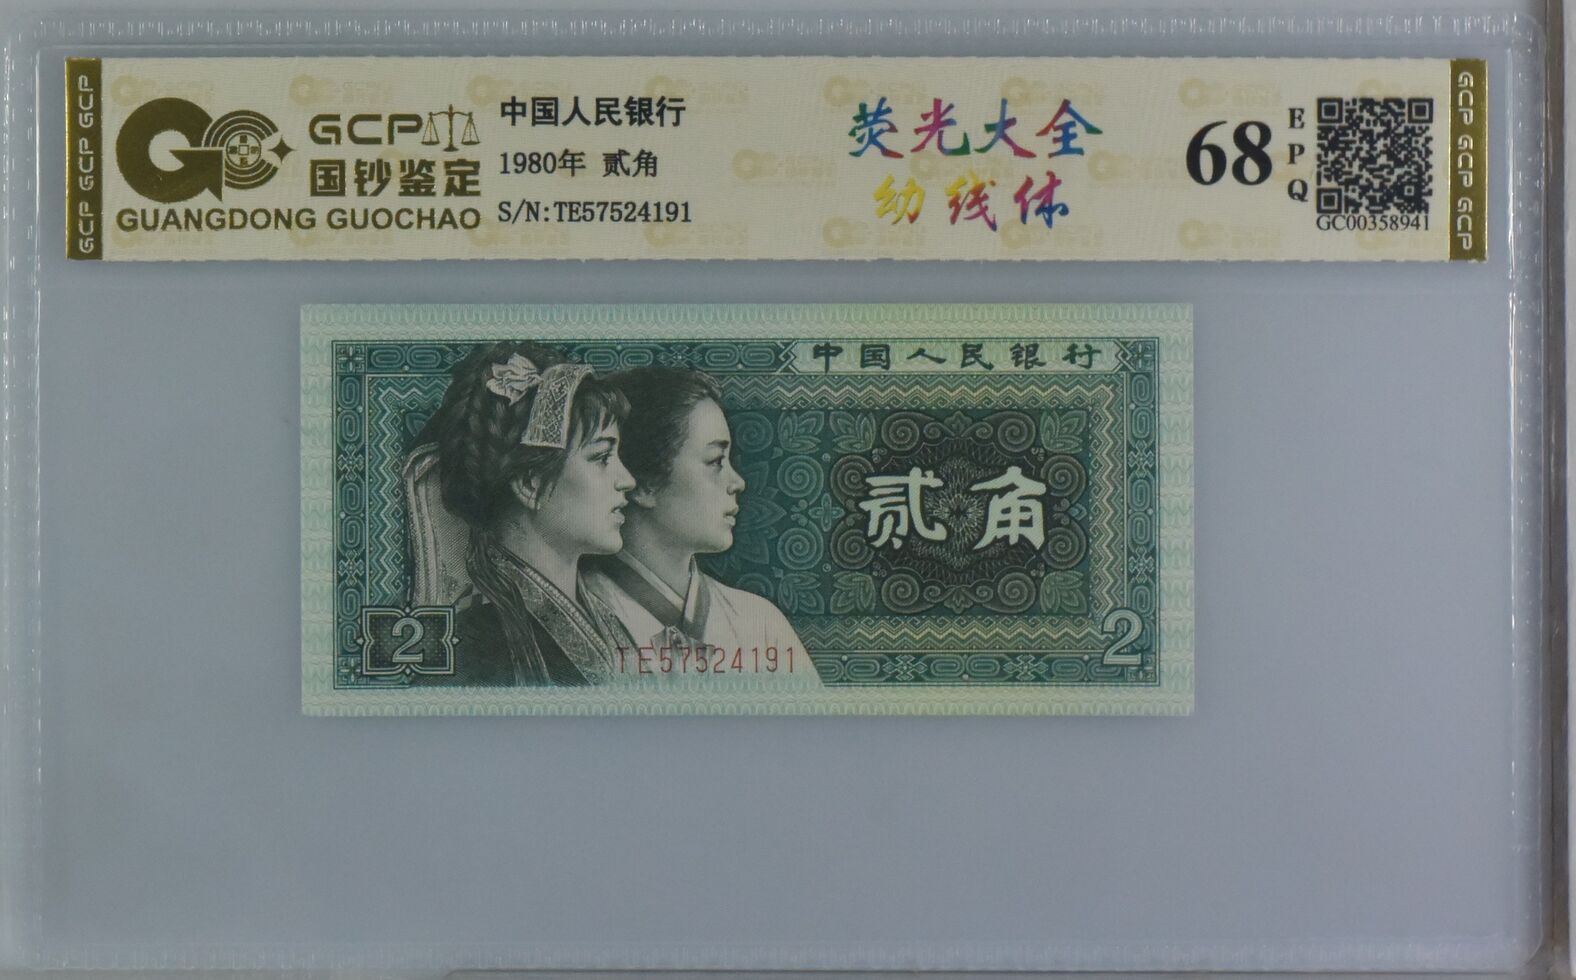 GCP GCP GCP
GCP
国钞鉴定
GUANGDONG GUOCHAO
中国人民银行
1980年 贰角
S/N:TE57524191
荧光大全
幼线体
68
EPQ
GC00358941
GCP GCP GCP
中国人民银行
贰角
2
TE57524191
2